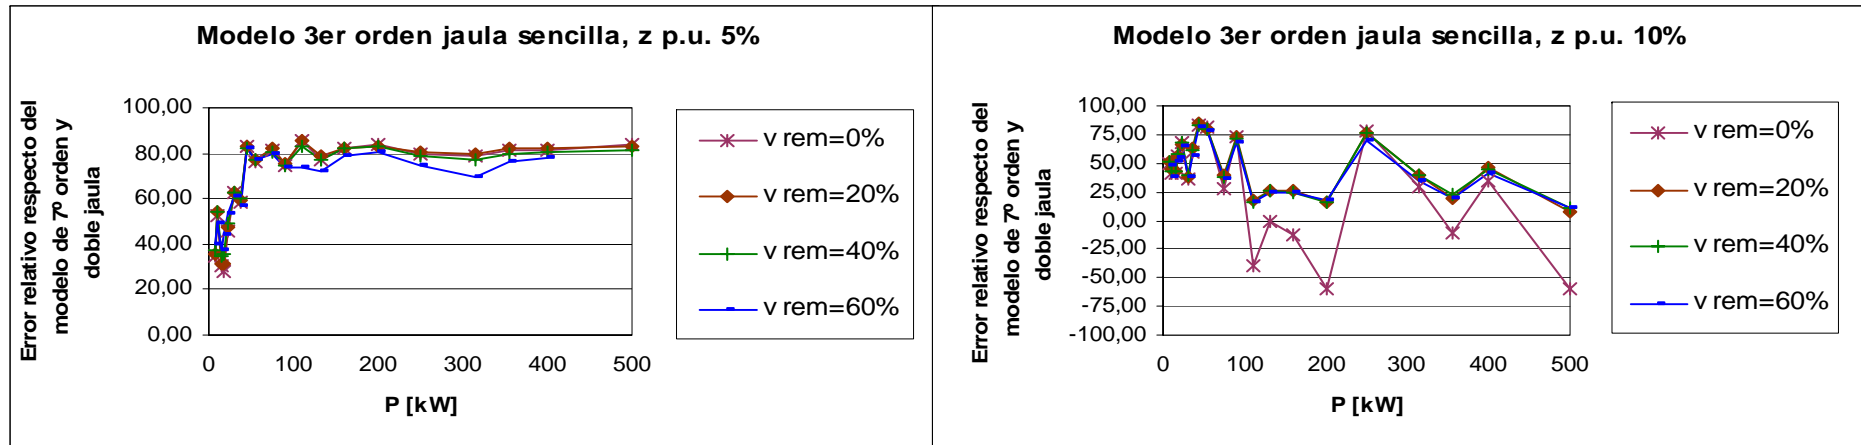 Modelo 3er orden jaula sencilla, z p.u. 5%
Error relativo respecto del
modelo de 7º orden y
doble jaula
100,00
80,00
60,00
40,00
20,00
0,00
0
100
200
300
400
500
P [kW]
v rem=0%
v rem=20%
v rem=40%
v rem=60%
Modelo 3er orden jaula sencilla, z p.u. 10%
Error relativo respecto del
modelo de 7º orden y
doble jaula
100,00
75,00
50,00
25,00
0,00
-25,00
-50,00
-75,00
-100,00
0
100
200
300
400
500
P [kW]
v rem=0%
v rem=20%
v rem=40%
v rem=60%